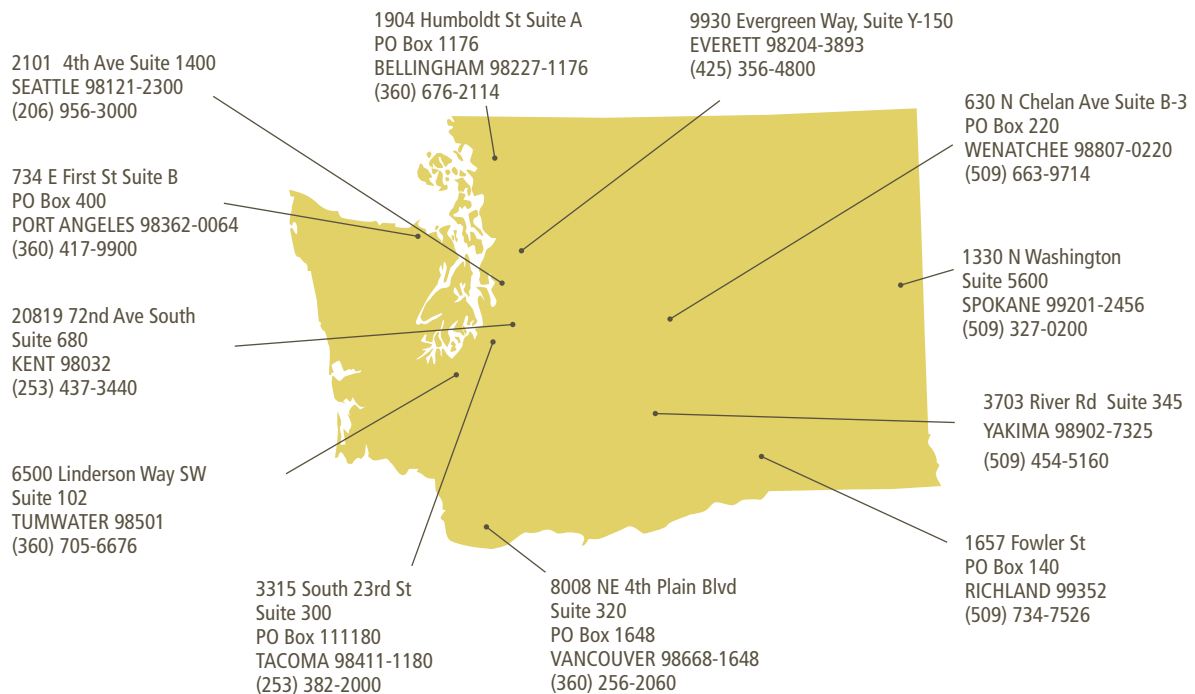 1904 Humboldt St Suite A
PO Box 1176
BELLINGHAM 98227-1176
(360) 676-2114
9930 Evergreen Way, Suite Y-150
EVERETT 98204-3893
(425) 356-4800
2101 4th Ave Suite 1400
SEATTLE 98121-2300
(206) 956-3000
630 N Chelan Ave Suite B-3
PO Box 220
WENATCHEE 98807-0220
(509) 663-9714
734 E First St Suite B
PO Box 400
PORT ANGELES 98362-0064
(360) 417-9900
1330 N Washington
Suite 5600
SPOKANE 99201-2456
(509) 327-0200
20819 72nd Ave South
Suite 680
KENT 98032
(253) 437-3440
3703 River Rd Suite 345
YAKIMA 98902-7325
(509) 454-5160
6500 Linderson Way SW
Suite 102
TUMWATER 98501
(360) 705-6676
1657 Fowler St
PO Box 140
RICHLAND 99352
(509) 734-7526
3315 South 23rd St
Suite 300
PO Box 111180
TACOMA 98411-1180
(253) 382-2000
8008 NE 4th Plain Blvd
Suite 320
PO Box 1648
VANCOUVER 98668-1648
(360) 256-2060